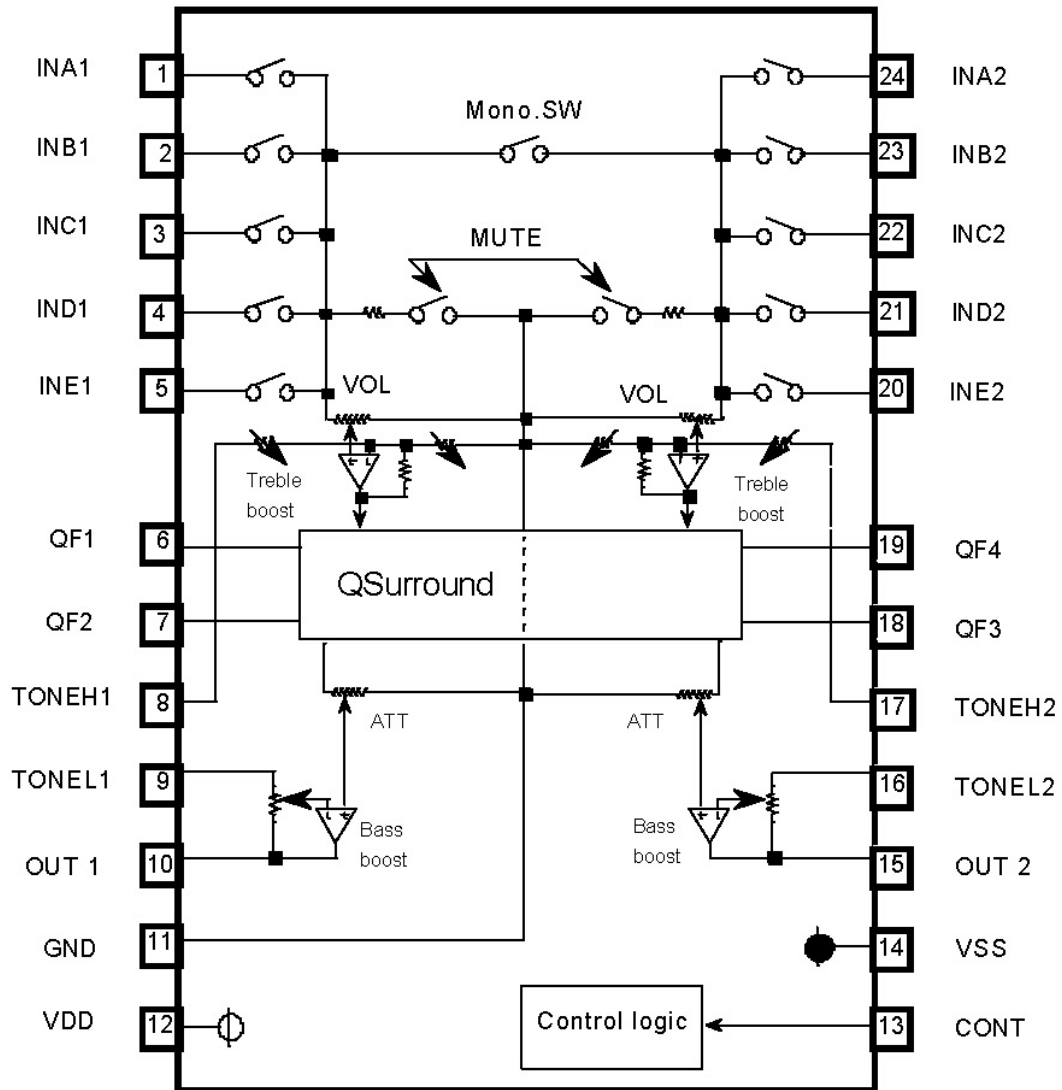 INA1 1 24 INA2
Mono.SW
INB1 2 23 INB2
INC1 3 22 INC2
MUTE
IND1 4 21 IND2
INE1 5 VOL VOL 20 INE2
Treble
boost
Treble
boost
QF1 6 19 QF4
QSurround
QF2 7 18 QF3
TONEH1 8 ATT ATT 17 TONEH2
TONEL1 9 16 TONEL2
Bass
boost
Bass
boost
OUT 1 10 15 OUT 2
GND 11 14 VSS
VDD 12 Control logic 13 CONT